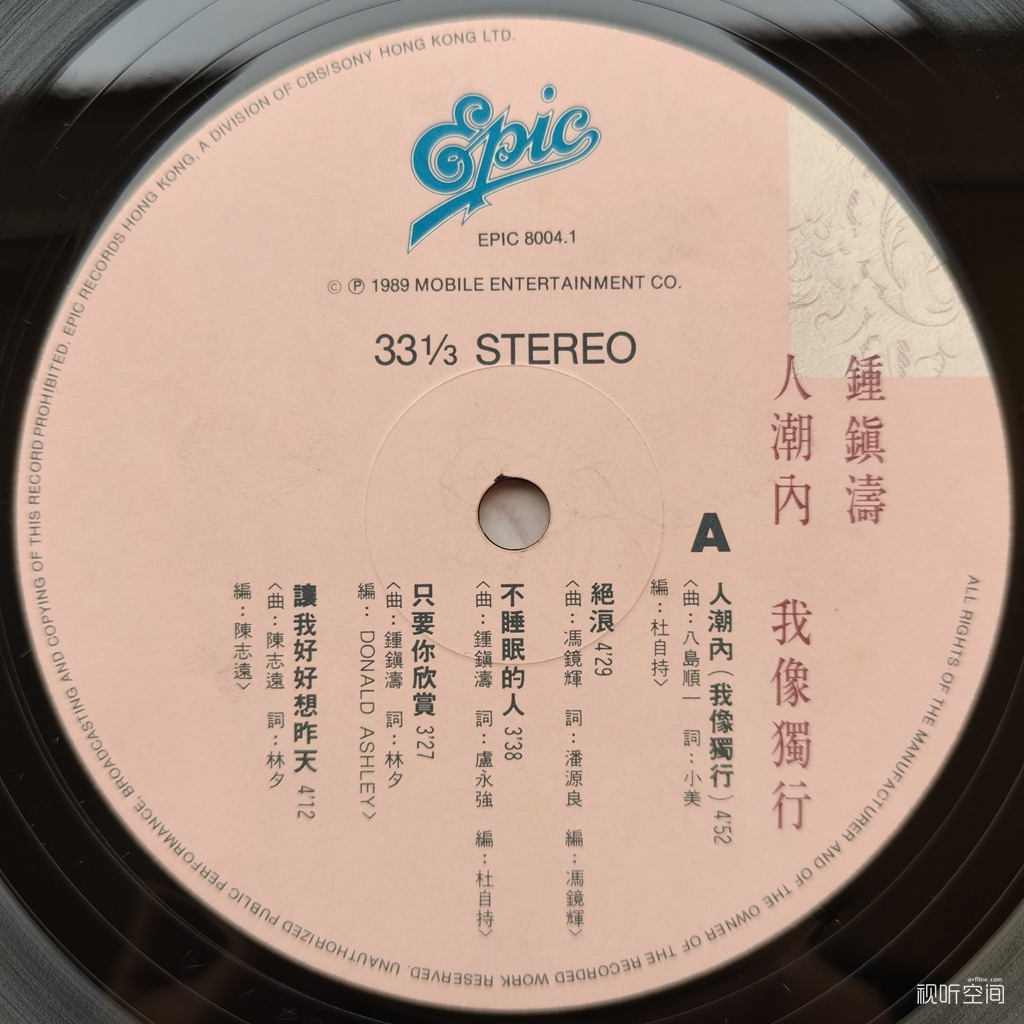 Epic
EPIC 8004.1
© ℗ 1989 MOBILE ENTERTAINMENT CO.
33⅓ STEREO
鍾鎭濤
人潮內 我像獨行
A
人潮內(我像獨行) 4'52
〈曲：八島順一 詞：小美
編：杜自持〉
絕浪 4'29
〈曲：馮鏡輝 詞：潘源良 編：馮鏡輝〉
不睡眠的人 3'38
〈曲：鍾鎭濤 詞：盧永強 編：杜自持〉
只要你欣賞 3'27
〈曲：鍾鎭濤 詞：林夕
編：DONALD ASHLEY〉
讓我好好想昨天 4'12
〈曲：陳志遠 詞：林夕
編：陳志遠〉
ALL RIGHTS OF THE MANUFACTURER AND OF THE OWNER OF THE RECORDED WORK RESERVED. UNAUTHORIZED PUBLIC PERFORMANCE, BROADCASTING AND COPYING OF THIS RECORD PROHIBITED. EPIC RECORDS HONG KONG, A DIVISION OF CBS/SONY HONG KONG LTD.
avfline.com
视听空间